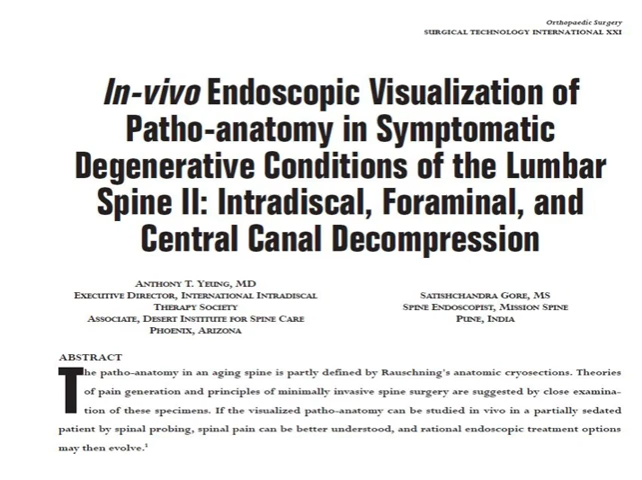 Orthopaedic Surgery
SURGICAL TECHNOLOGY INTERNATIONAL XXI
In-vivo Endoscopic Visualization of
Patho-anatomy in Symptomatic
Degenerative Conditions of the Lumbar
Spine II: Intradiscal, Foraminal, and
Central Canal Decompression
ANTHONY T. YEUNG, MD
EXECUTIVE DIRECTOR, INTERNATIONAL INTRADISCAL
THERAPY SOCIETY
ASSOCIATE, DESERT INSTITUTE FOR SPINE CARE
PHOENIX, ARIZONA
SATISHCHANDRA GORE, MS
SPINE ENDOSCOPIST, MISSION SPINE
PUNE, INDIA
ABSTRACT
The patho-anatomy in an aging spine is partly defined by Rauschning's anatomic cryosections. Theories
of pain generation and principles of minimally invasive spine surgery are suggested by close examina-
tion of these specimens. If the visualized patho-anatomy can be studied in vivo in a partially sedated
patient by spinal probing, spinal pain can be better understood, and rational endoscopic treatment options
may then evolve.1